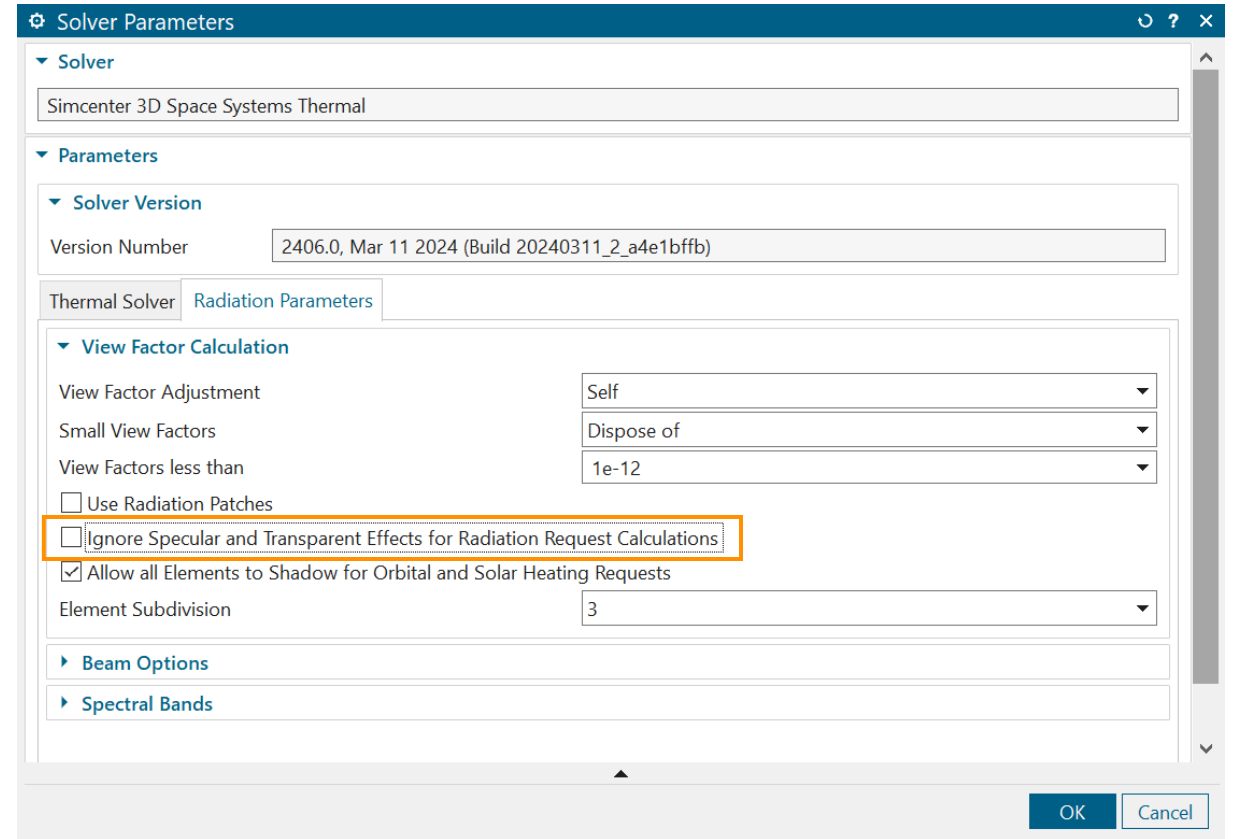 Solver Parameters
?
Solver
Simcenter 3D Space Systems Thermal
Parameters
Solver Version
Version Number 2406.0, Mar 11 2024 (Build 20240311_2_a4e1bffb)
Thermal Solver Radiation Parameters
View Factor Calculation
View Factor Adjustment Self
Small View Factors Dispose of
View Factors less than 1e-12
Use Radiation Patches
Ignore Specular and Transparent Effects for Radiation Request Calculations
Allow all Elements to Shadow for Orbital and Solar Heating Requests
Element Subdivision 3
Beam Options
Spectral Bands
OK Cancel